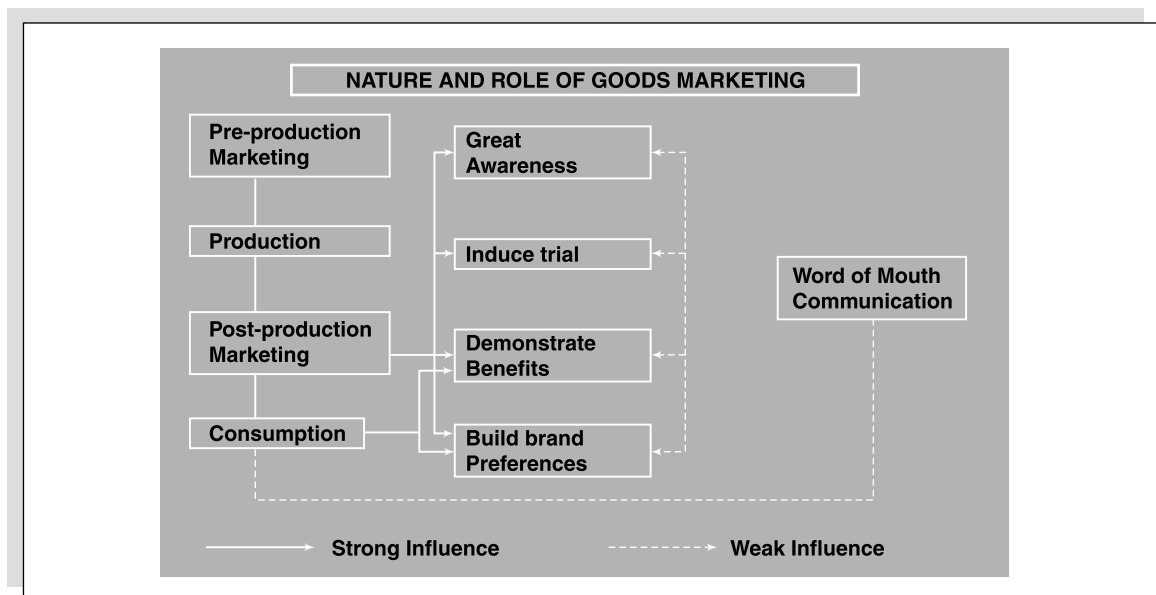 NATURE AND ROLE OF GOODS MARKETING
Pre-production
Marketing
Production
Post-production
Marketing
Consumption
Great
Awareness
Induce trial
Demonstrate
Benefits
Build brand
Preferences
Word of Mouth
Communication
Strong Influence
Weak Influence